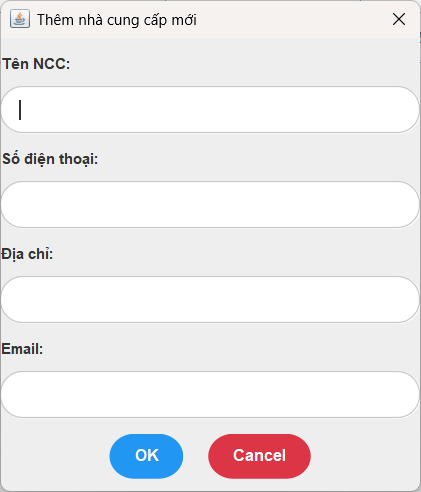 Thêm nhà cung cấp mới
Tên NCC:
Số điện thoại:
Địa chỉ:
Email:
OK Cancel